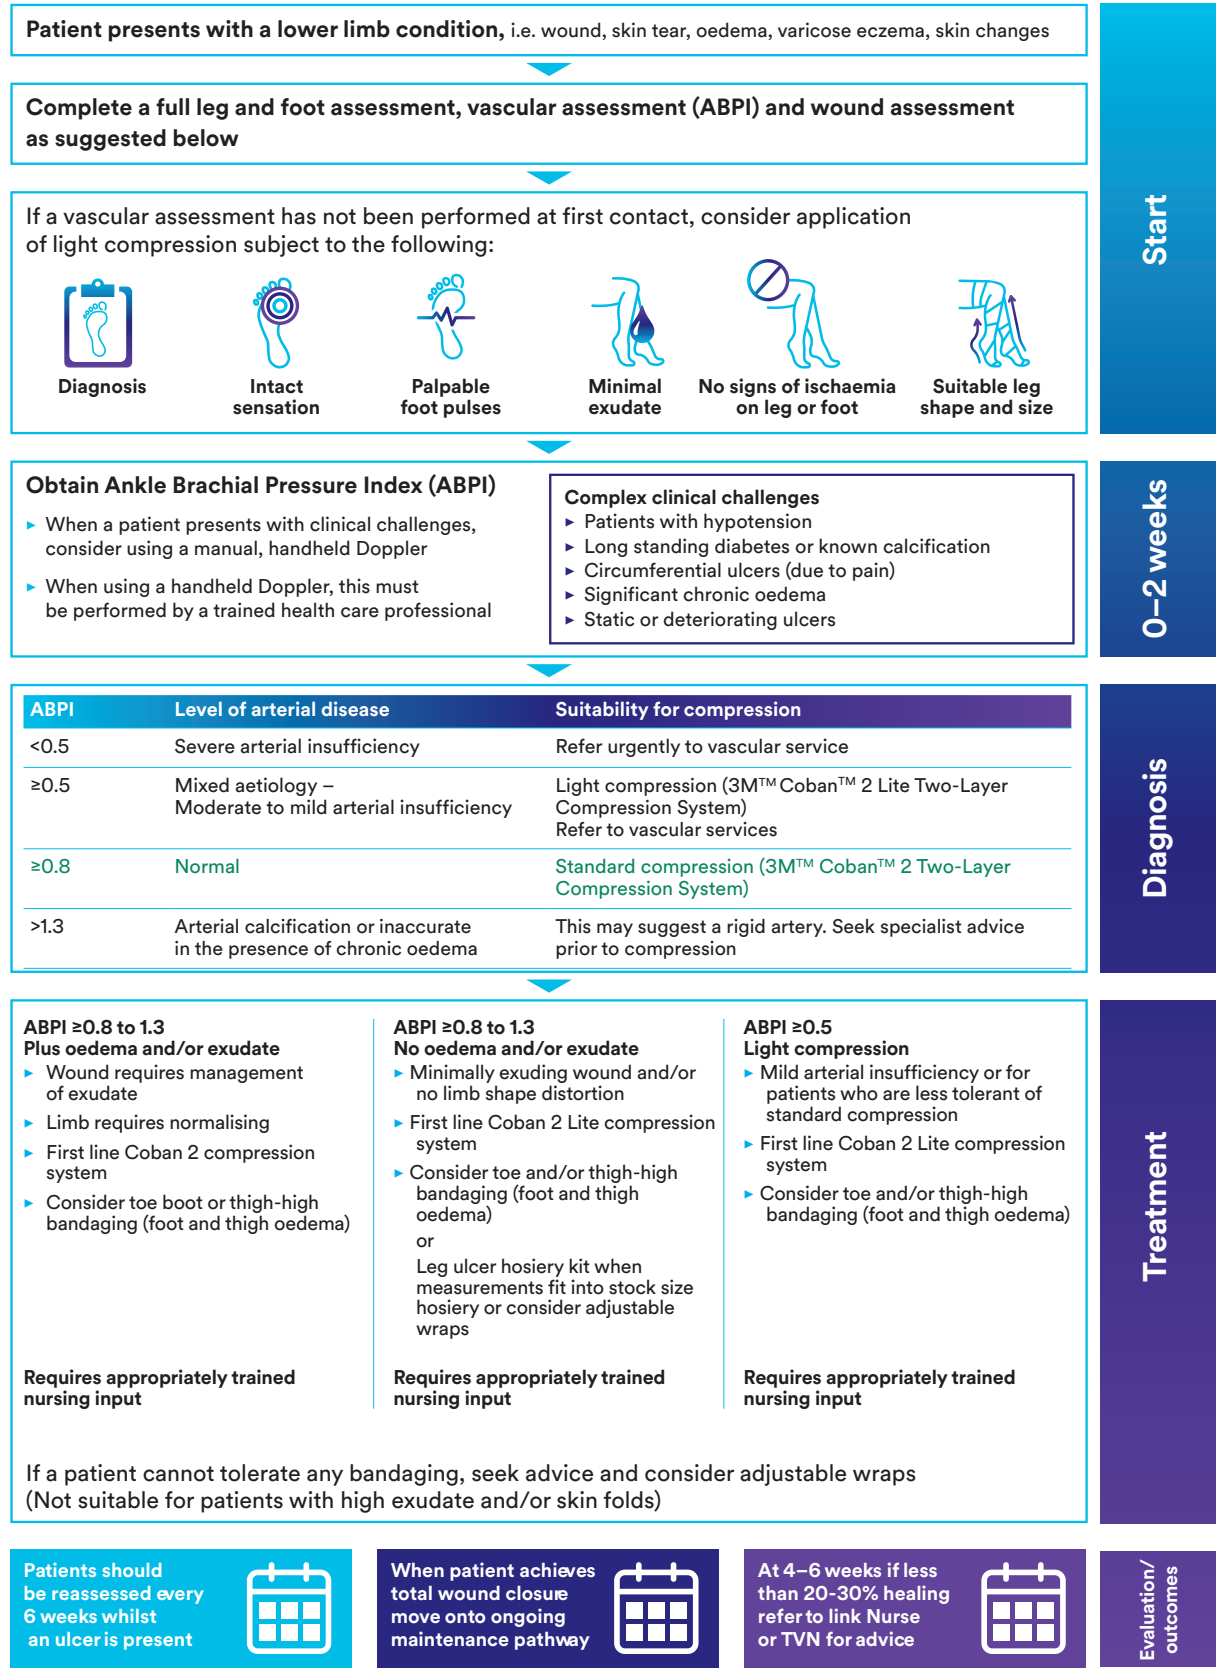 Patient presents with a lower limb condition, i.e. wound, skin tear, oedema, varicose eczema, skin changes
Complete a full leg and foot assessment, vascular assessment (ABPI) and wound assessment
as suggested below
If a vascular assessment has not been performed at first contact, consider application
of light compression subject to the following:
Diagnosis
Intact
sensation
Palpable
foot pulses
Minimal
exudate
No signs of ischaemia
on leg or foot
Suitable leg
shape and size
Start
Obtain Ankle Brachial Pressure Index (ABPI)
► When a patient presents with clinical challenges,
consider using a manual, handheld Doppler
► When using a handheld Doppler, this must
be performed by a trained health care professional
Complex clinical challenges
► Patients with hypotension
► Long standing diabetes or known calcification
► Circumferential ulcers (due to pain)
► Significant chronic oedema
► Static or deteriorating ulcers
0–2 weeks
ABPI Level of arterial disease Suitability for compression
<0.5 Severe arterial insufficiency Refer urgently to vascular service
≥0.5 Mixed aetiology – Light compression (3M™ Coban™ 2 Lite Two-Layer
Moderate to mild arterial insufficiency Compression System)
Refer to vascular services
≥0.8 Normal Standard compression (3M™ Coban™ 2 Two-Layer
Compression System)
>1.3 Arterial calcification or inaccurate This may suggest a rigid artery. Seek specialist advice
in the presence of chronic oedema prior to compression
Diagnosis
ABPI ≥0.8 to 1.3
Plus oedema and/or exudate
► Wound requires management
of exudate
► Limb requires normalising
► First line Coban 2 compression
system
► Consider toe boot or thigh-high
bandaging (foot and thigh oedema)
Requires appropriately trained
nursing input
ABPI ≥0.8 to 1.3
No oedema and/or exudate
► Minimally exuding wound and/or
no limb shape distortion
► First line Coban 2 Lite compression
system
► Consider toe and/or thigh-high
bandaging (foot and thigh
oedema)
or
Leg ulcer hosiery kit when
measurements fit into stock size
hosiery or consider adjustable
wraps
Requires appropriately trained
nursing input
ABPI ≥0.5
Light compression
► Mild arterial insufficiency or for
patients who are less tolerant of
standard compression
► First line Coban 2 Lite compression
system
► Consider toe and/or thigh-high
bandaging (foot and thigh oedema)
Requires appropriately trained
nursing input
If a patient cannot tolerate any bandaging, seek advice and consider adjustable wraps
(Not suitable for patients with high exudate and/or skin folds)
Treatment
Patients should
be reassessed every
6 weeks whilst
an ulcer is present
When patient achieves
total wound closure
move onto ongoing
maintenance pathway
At 4–6 weeks if less
than 20-30% healing
refer to link Nurse
or TVN for advice
Evaluation/
outcomes